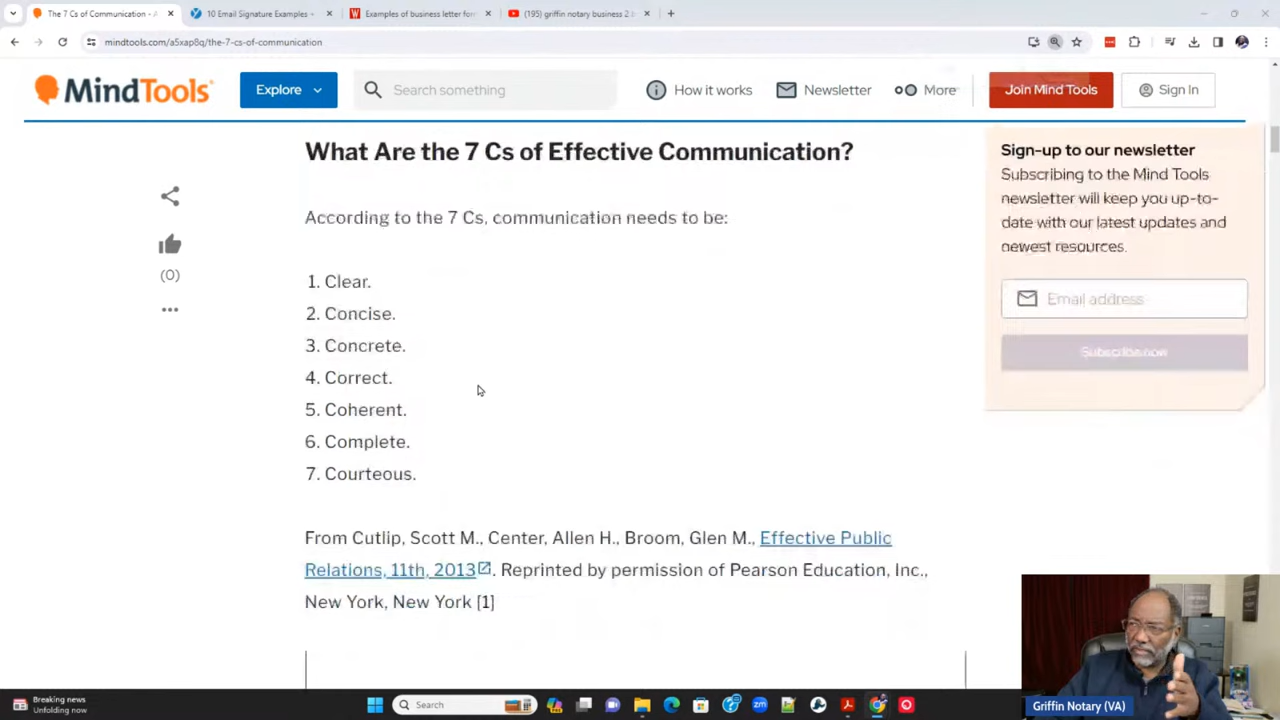 The 7 Cs of Communication - A
10 Email Signature Examples -
Examples of business letter for
(195) griffin notary business 2
mindtools.com/a5xap8q/the-7-cs-of-communication
MindTools
Explore
Search something
How it works
Newsletter
More
Join Mind Tools
Sign In
What Are the 7 Cs of Effective Communication?
According to the 7 Cs, communication needs to be:
1. Clear.
2. Concise.
3. Concrete.
4. Correct.
5. Coherent.
6. Complete.
7. Courteous.
(0)
From Cutlip, Scott M., Center, Allen H., Broom, Glen M., Effective Public
Relations, 11th, 2013. Reprinted by permission of Pearson Education, Inc.,
New York, New York [1]
Sign-up to our newsletter
Subscribing to the Mind Tools
newsletter will keep you up-to-
date with our latest updates and
newest resources.
Email address
Subscribe now
Griffin Notary (VA)
Breaking news
Unfolding now
Search